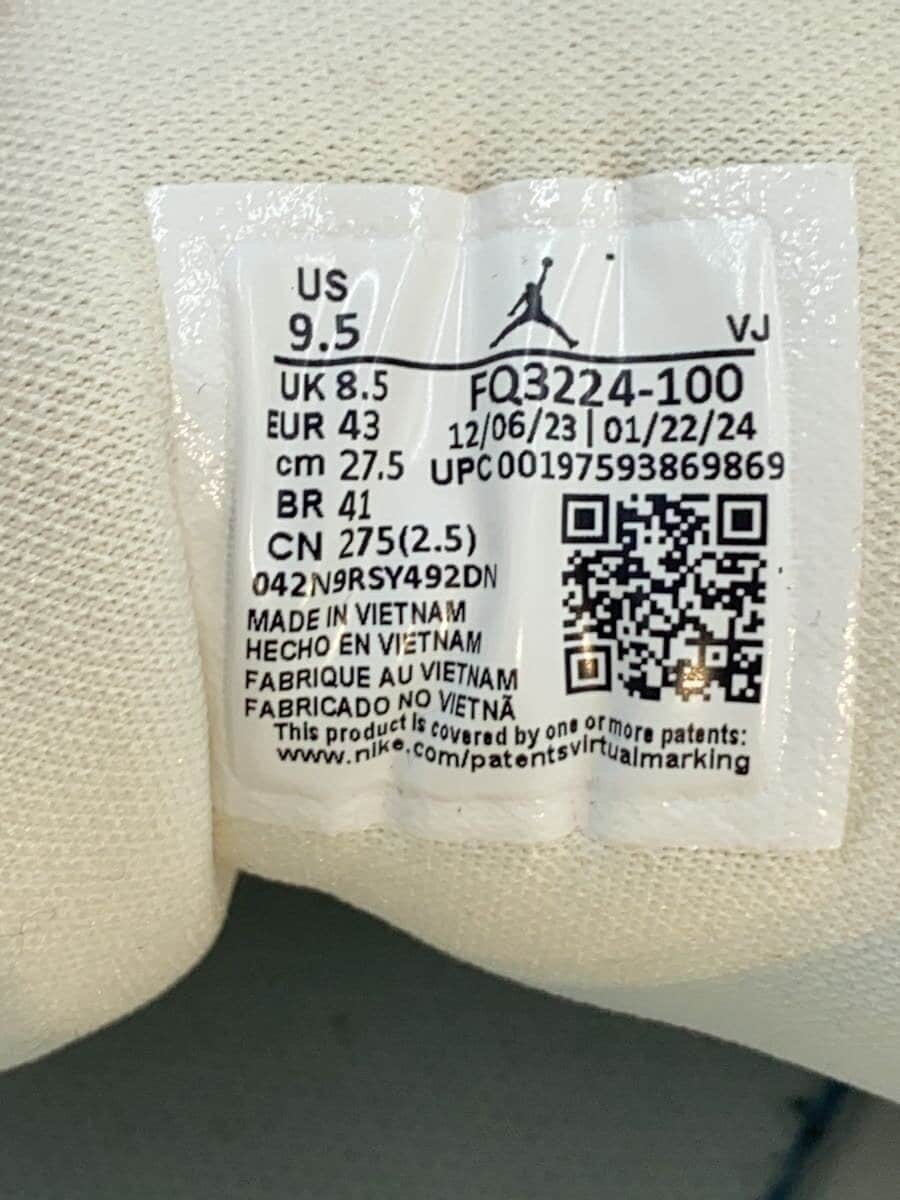 US
9.5
VJ
UK 8.5
FQ3224-100
EUR 43
12/06/23 | 01/22/24
cm 27.5
UPC00197593869869
BR 41
CN 275(2.5)
042N9RSY492DN
MADE IN VIETNAM
HECHO EN VIETNAM
FABRIQUE AU VIETNAM
FABRICADO NO VIETNÃ
This product is covered by one or more patents:
www.nike.com/patentsvirtualmarking